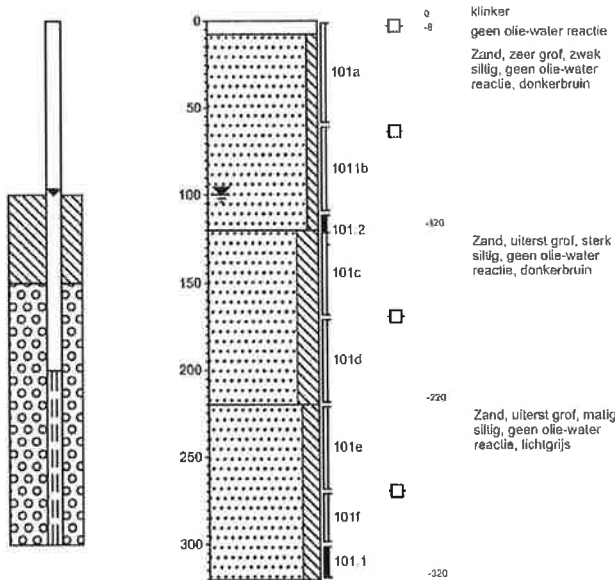 0
50
100
150
200
250
300
101a
101b
101.2
101c
101d
101e
101f
101.1
0
klinker
-8
geen olie-water reactie
Zand, zeer grof, zwak
siltig, geen olie-water
reactie, donkerbruin
-120
Zand, uiterst grof, sterk
siltig, geen olie-water
reactie, donkerbruin
-220
Zand, uiterst grof, matig
siltig, geen olie-water
reactie, lichtgrijs
-320